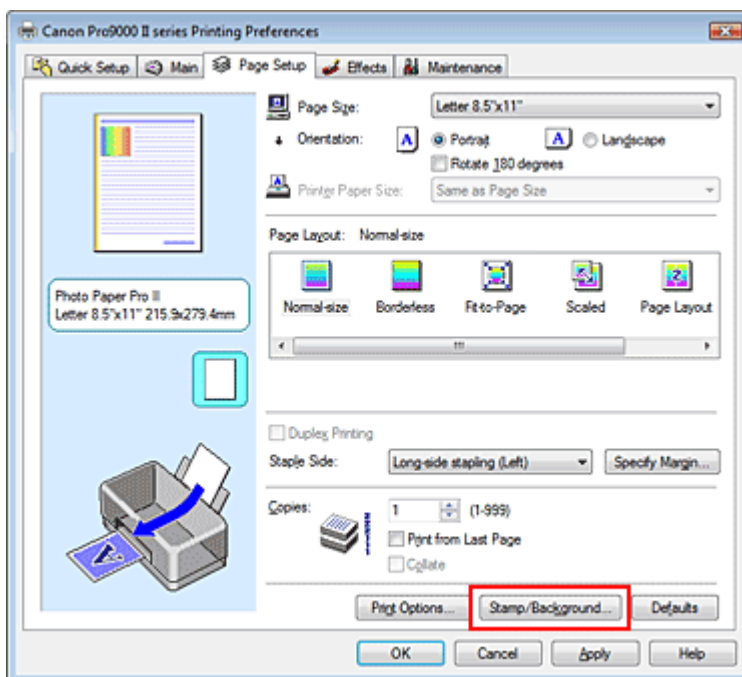 Canon Pro9000 II series Printing Preferences
Quick Setup Main Page Setup Effects Maintenance
Page Size: Letter 8.5"x11"
Orientation: A Portrait A Landscape
Rotate 180 degrees
Printer Paper Size: Same as Page Size
Page Layout: Normal-size
Normal-size Borderless Fit-to-Page Scaled Page Layout
Photo Paper Pro II
Letter 8.5"x11" 215.9x279.4mm
Duplex Printing
Staple Side: Long-side stapling (Left) Specify Margin...
Copies: 1 (1-999)
Print from Last Page
Collate
Print Options... Stamp/Background... Defaults
OK Cancel Apply Help